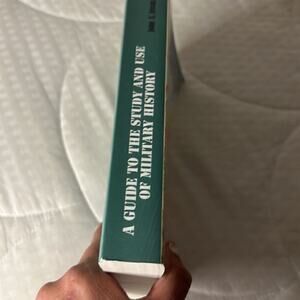 A GUIDE TO THE STUDY AND USE
OF MILITARY HISTORY